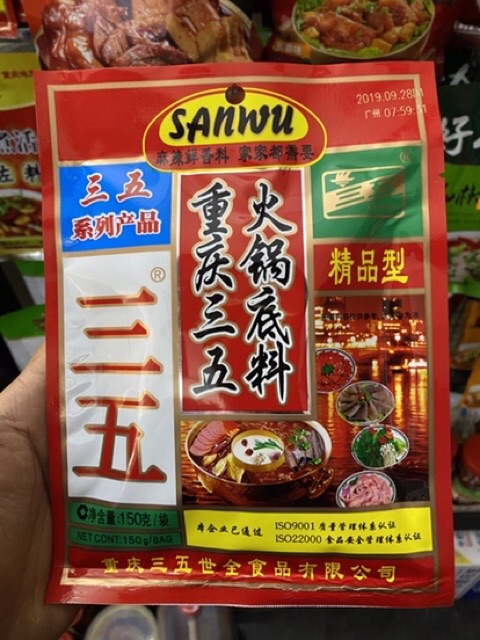 2019.09.28
广州 07:59:31
SANWU
麻辣鲜香料 家家都需要
三五
系列产品
火锅底料
重庆三五
精品型
®
三五
净含量:150克/袋
NET CONT:150g/BAG
本企业已通过
ISO9001 质量管理体系认证
ISO22000 食品安全管理体系认证
重庆三五世全食品有限公司